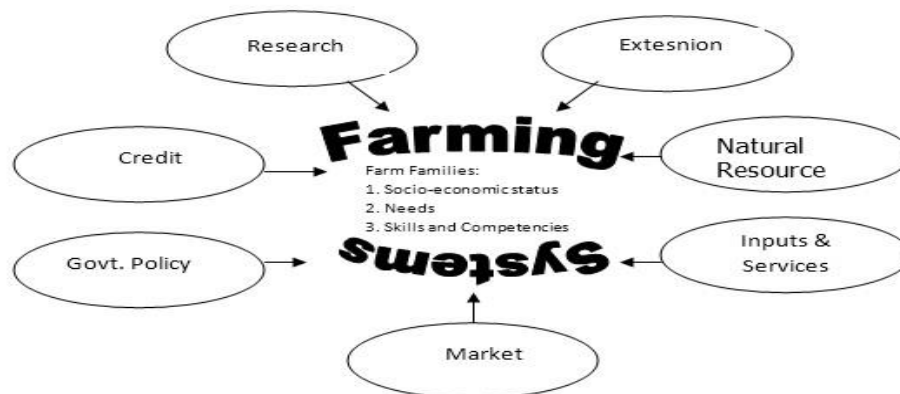 Research
Extesnion
Farming
Credit
Natural
Resource
Farm Families:
1. Socio-economic status
2. Needs
3. Skills and Competencies
Govt. Policy
Inputs &
Services
Systems
Market